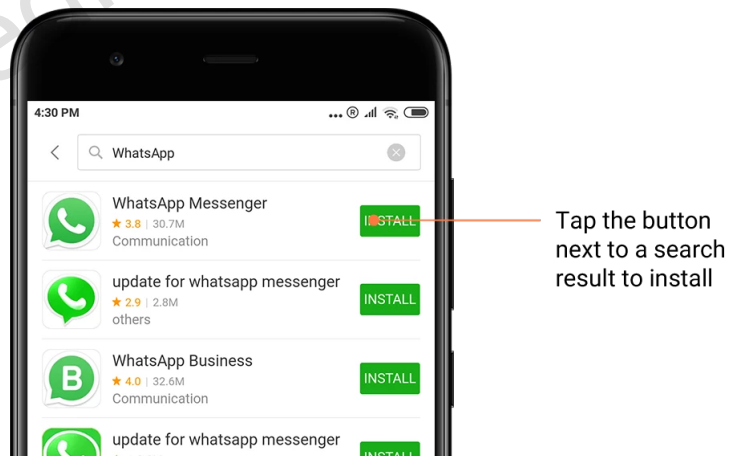 4:30 PM
WhatsApp
WhatsApp Messenger
★ 3.8 | 30.7M
Communication
INSTALL
Tap the button
next to a search
result to install
update for whatsapp messenger
★ 2.9 | 2.8M
others
INSTALL
WhatsApp Business
★ 4.0 | 32.6M
Communication
INSTALL
B
update for whatsapp messenger
INSTALL